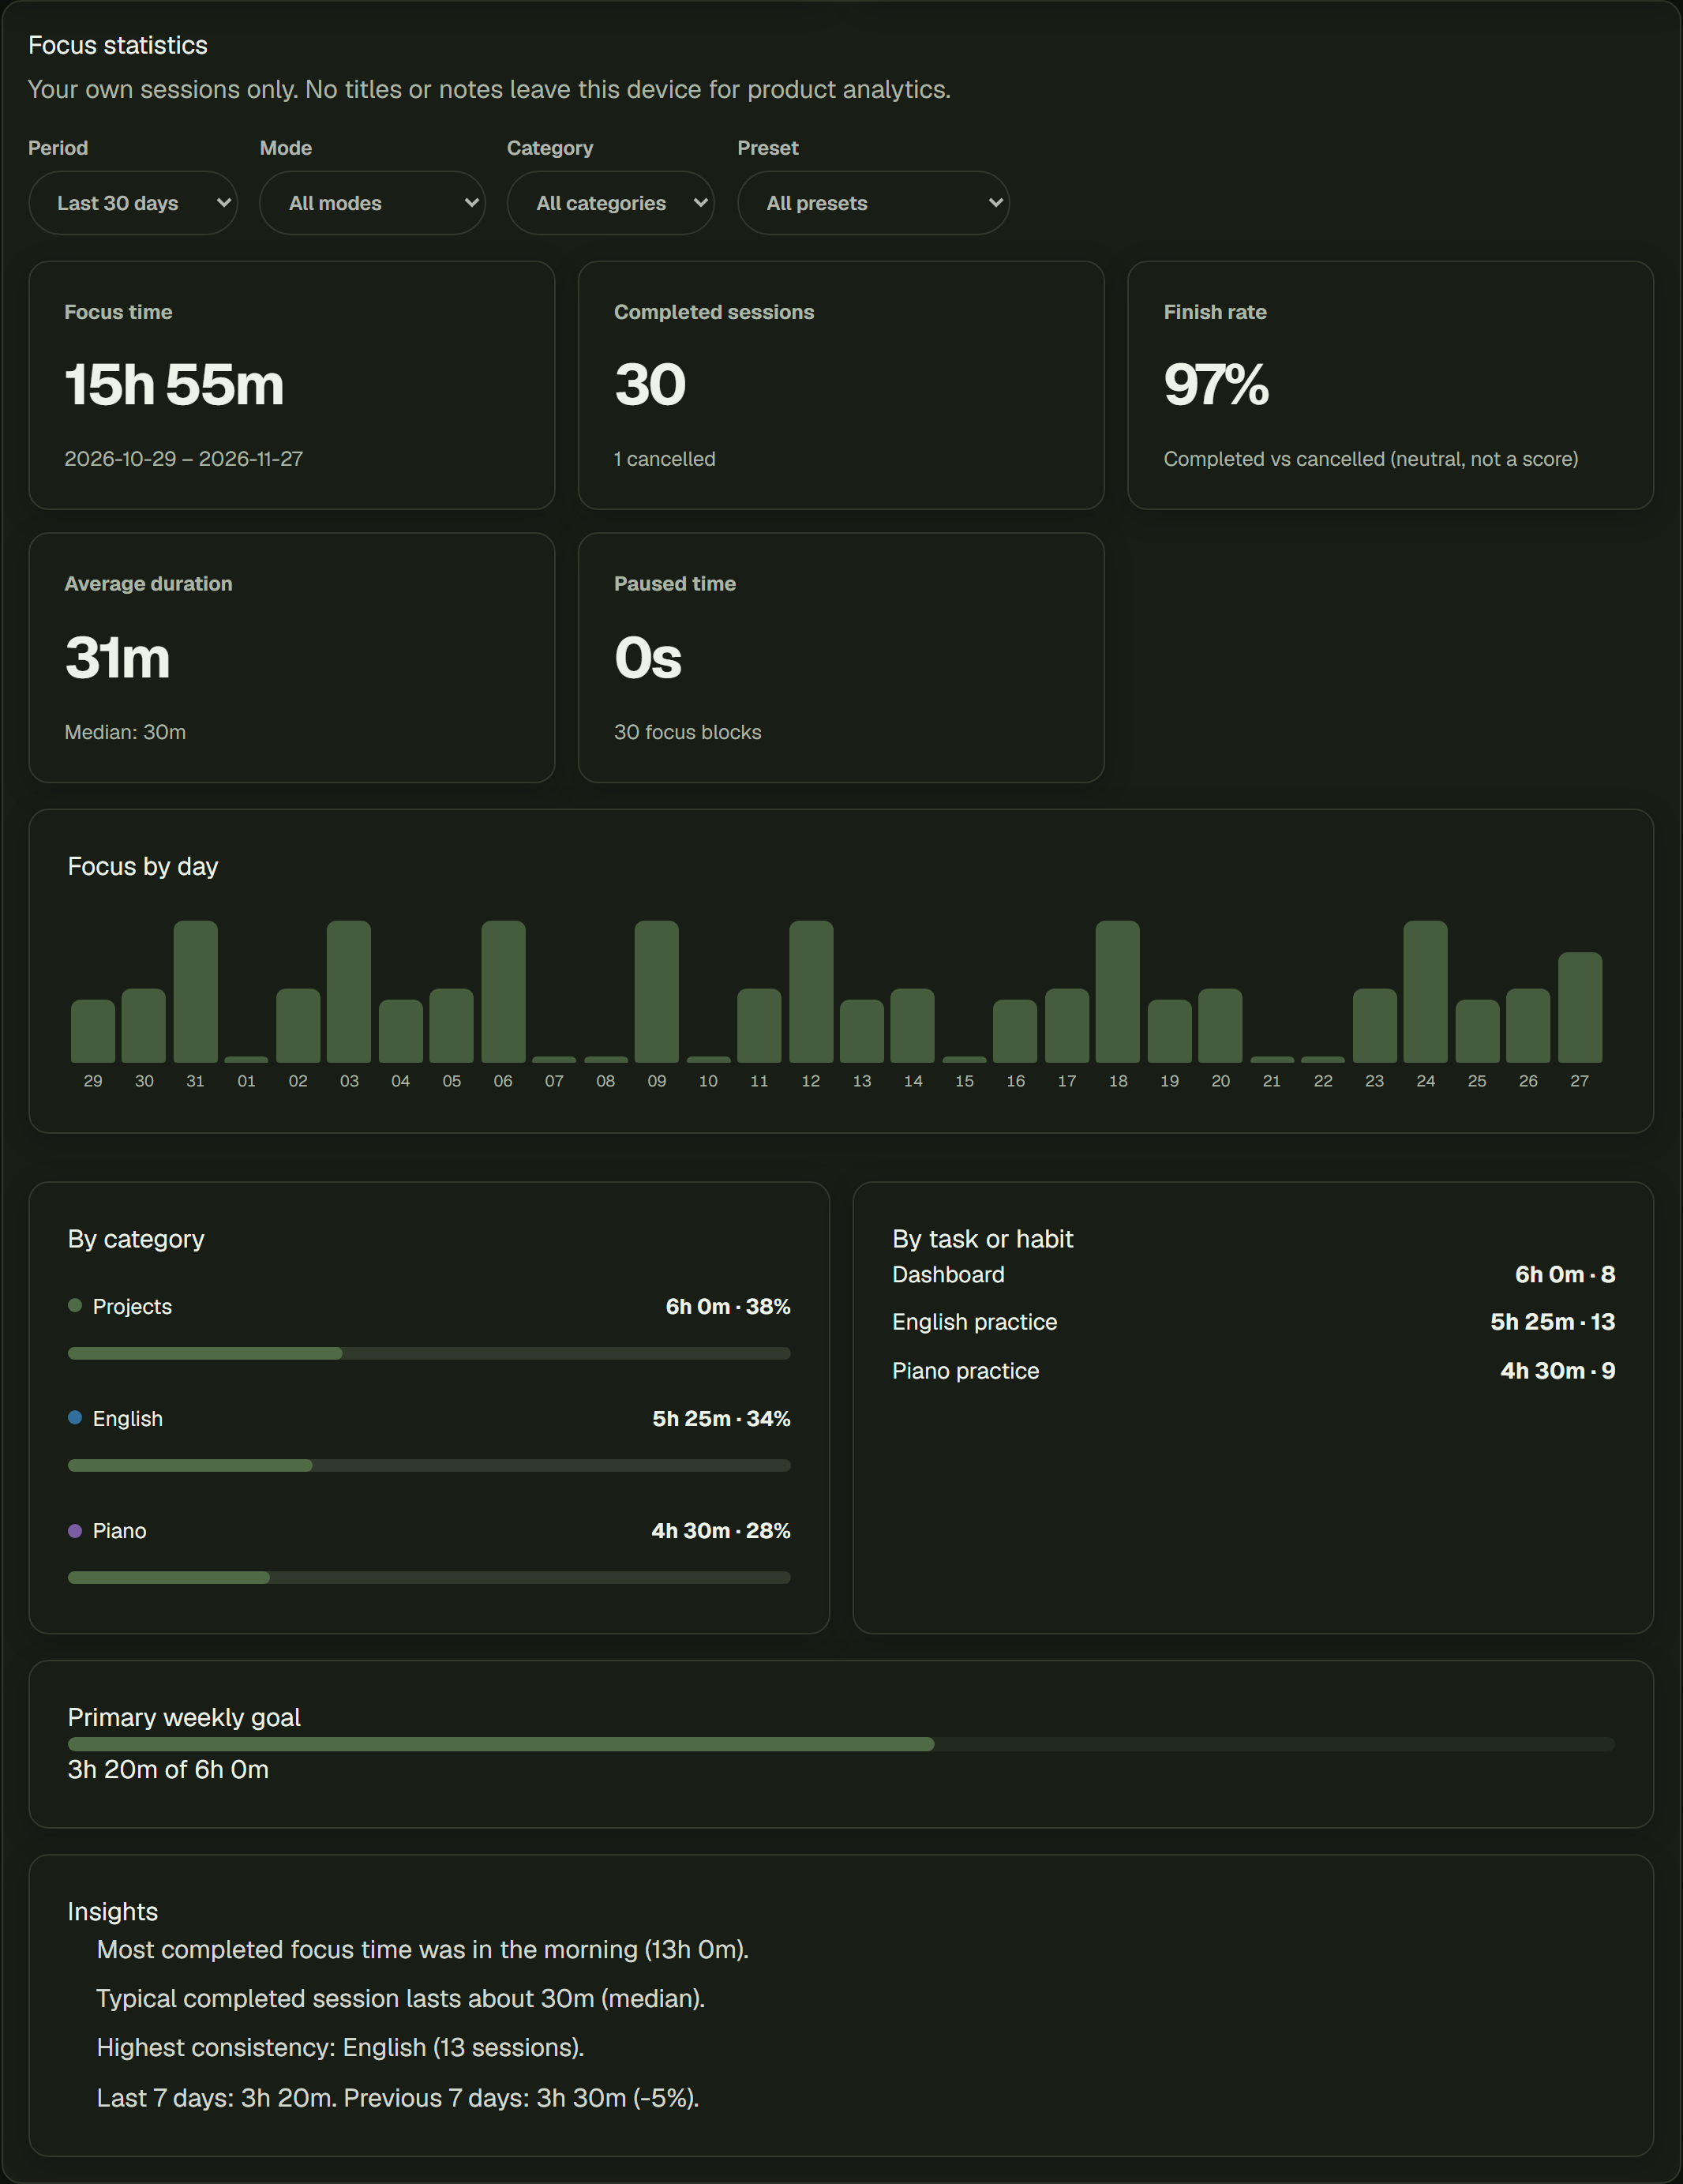 Focus statistics
Your own sessions only. No titles or notes leave this device for product analytics.
Period
Mode
Category
Preset
Last 30 days
All modes
All categories
All presets
Focus time
15h 55m
2026-10-29 – 2026-11-27
Completed sessions
30
1 cancelled
Finish rate
97%
Completed vs cancelled (neutral, not a score)
Average duration
31m
Median: 30m
Paused time
0s
30 focus blocks
Focus by day
29 30 31 01 02 03 04 05 06 07 08 09 10 11 12 13 14 15 16 17 18 19 20 21 22 23 24 25 26 27
By category
Projects 6h 0m · 38%
English 5h 25m · 34%
Piano 4h 30m · 28%
By task or habit
Dashboard 6h 0m · 8
English practice 5h 25m · 13
Piano practice 4h 30m · 9
Primary weekly goal
3h 20m of 6h 0m
Insights
Most completed focus time was in the morning (13h 0m).
Typical completed session lasts about 30m (median).
Highest consistency: English (13 sessions).
Last 7 days: 3h 20m. Previous 7 days: 3h 30m (-5%).